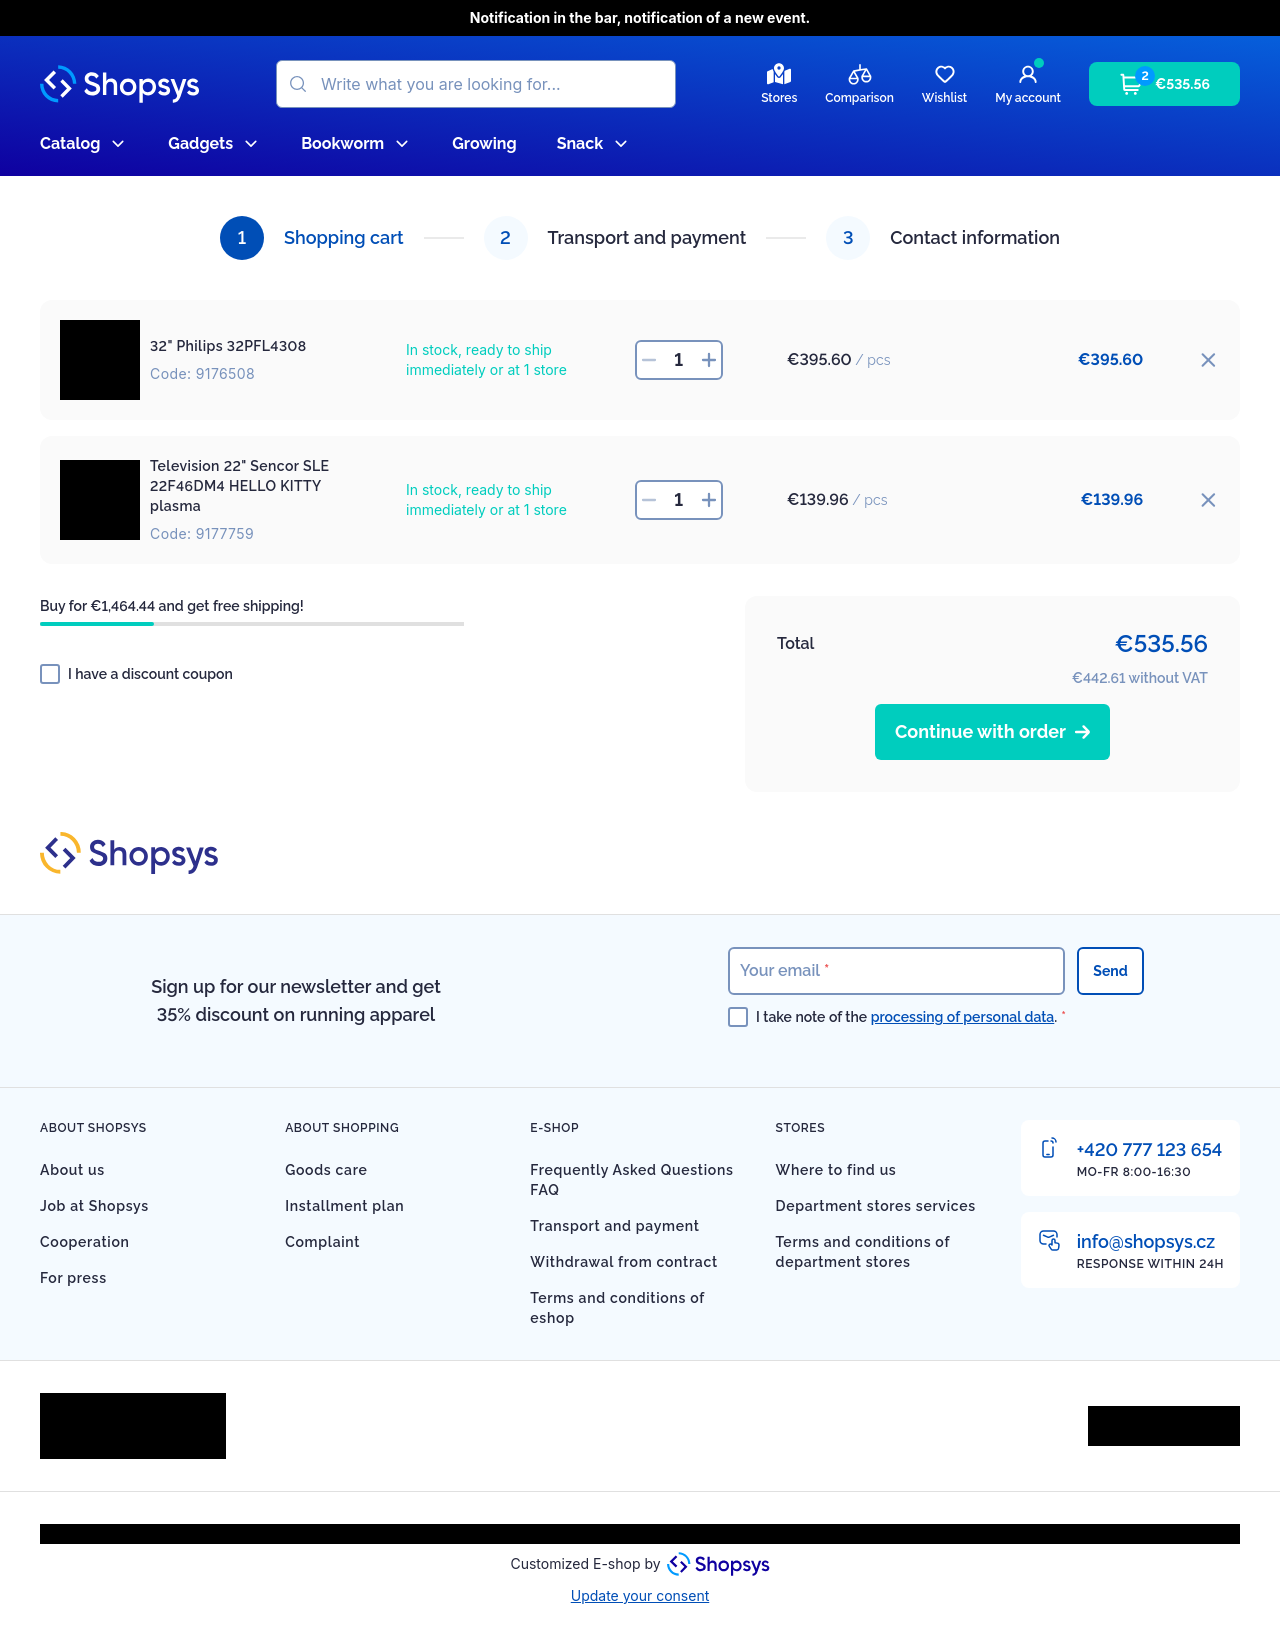 Notification in the bar, notification of a new event.
Shopsys
Write what you are looking for...
Stores
Comparison
Wishlist
My account
2
€535.56
Catalog
Gadgets
Bookworm
Growing
Snack
1 Shopping cart
2 Transport and payment
3 Contact information
32" Philips 32PFL4308
Code: 9176508
In stock, ready to ship
immediately or at 1 store
1
€395.60 / pcs
€395.60
Television 22" Sencor SLE
22F46DM4 HELLO KITTY
plasma
Code: 9177759
In stock, ready to ship
immediately or at 1 store
1
€139.96 / pcs
€139.96
Buy for €1,464.44 and get free shipping!
I have a discount coupon
Total
€535.56
€442.61 without VAT
Continue with order
Shopsys
Sign up for our newsletter and get
35% discount on running apparel
Your email *
Send
I take note of the processing of personal data. *
ABOUT SHOPSYS
About us
Job at Shopsys
Cooperation
For press
ABOUT SHOPPING
Goods care
Installment plan
Complaint
E-SHOP
Frequently Asked Questions
FAQ
Transport and payment
Withdrawal from contract
Terms and conditions of
eshop
STORES
Where to find us
Department stores services
Terms and conditions of
department stores
+420 777 123 654
MO-FR 8:00-16:30
info@shopsys.cz
RESPONSE WITHIN 24H
Customized E-shop by Shopsys
Update your consent